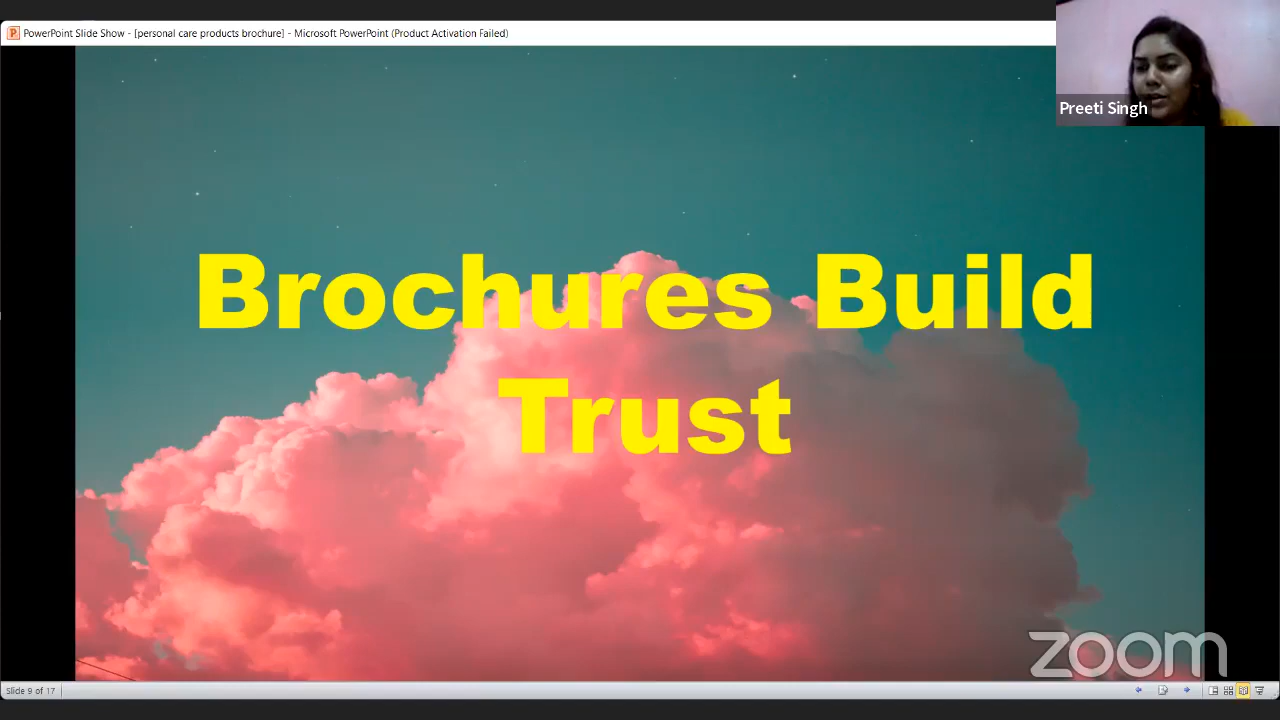 PowerPoint Slide Show - [personal care products brochure] - Microsoft PowerPoint (Product Activation Failed)
Preeti Singh
Brochures Build
Trust
zoom
Slide 9 of 17